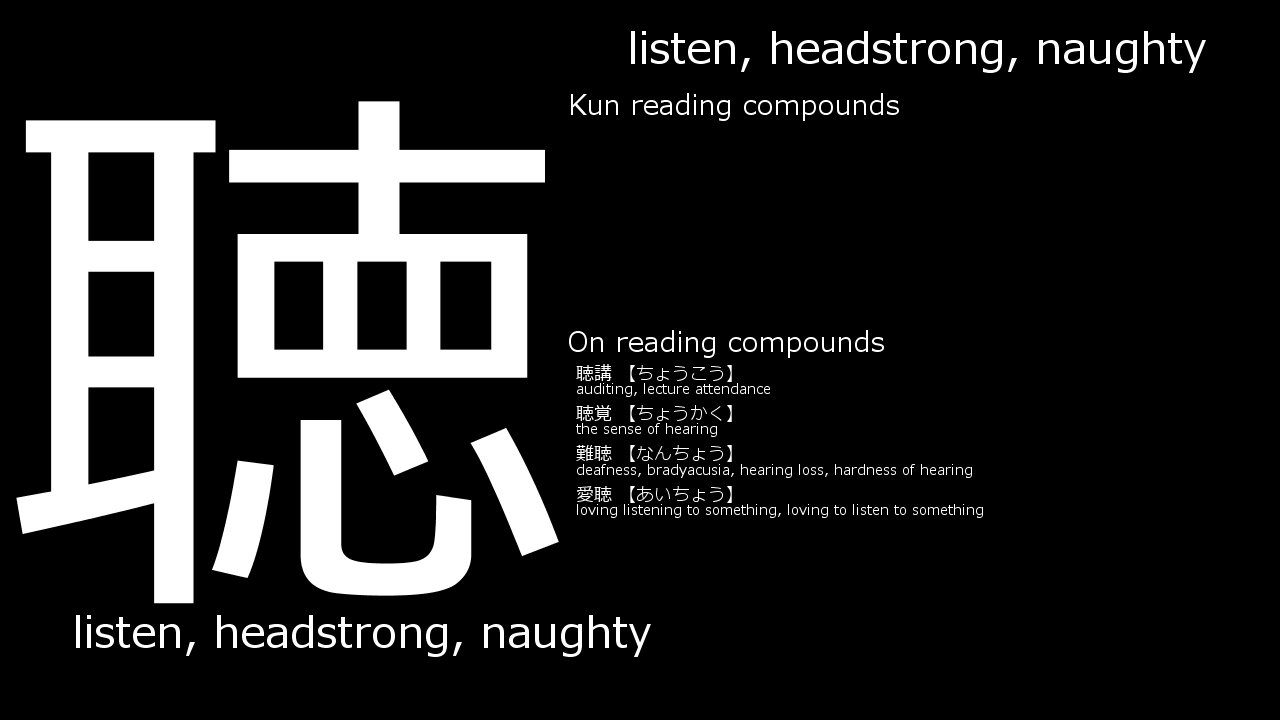 listen, headstrong, naughty
Kun reading compounds
聴
On reading compounds
聴講 【ちょうこう】
auditing, lecture attendance
聴覚 【ちょうかく】
the sense of hearing
難聴 【なんちょう】
deafness, bradyacusia, hearing loss, hardness of hearing
愛聴 【あいちょう】
loving listening to something, loving to listen to something
listen, headstrong, naughty